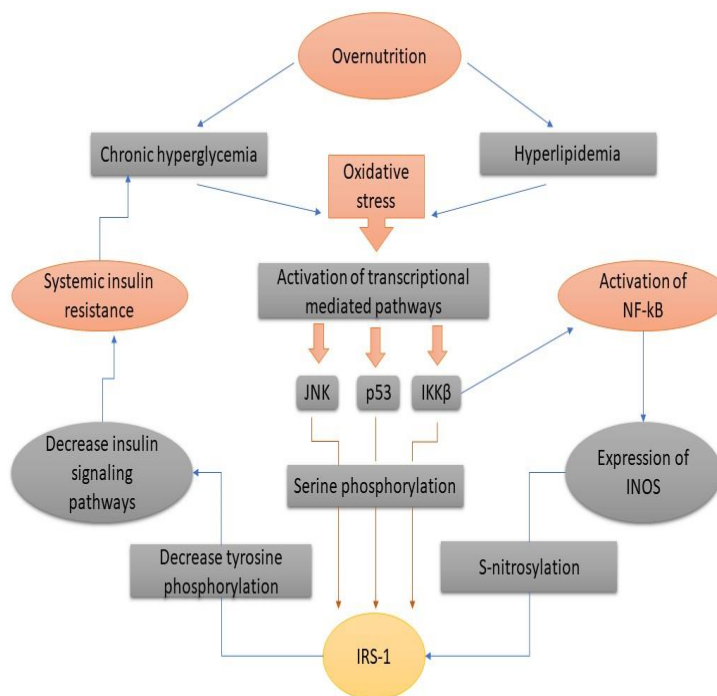 Overnutrition
Chronic hyperglycemia
Hyperlipidemia
Oxidative
stress
Systemic insulin
resistance
Activation of transcriptional
mediated pathways
Activation of
NF-kB
JNK
p53
IKKβ
Decrease insulin
signaling
pathways
Serine phosphorylation
Expression of
INOS
Decrease tyrosine
phosphorylation
S-nitrosylation
IRS-1